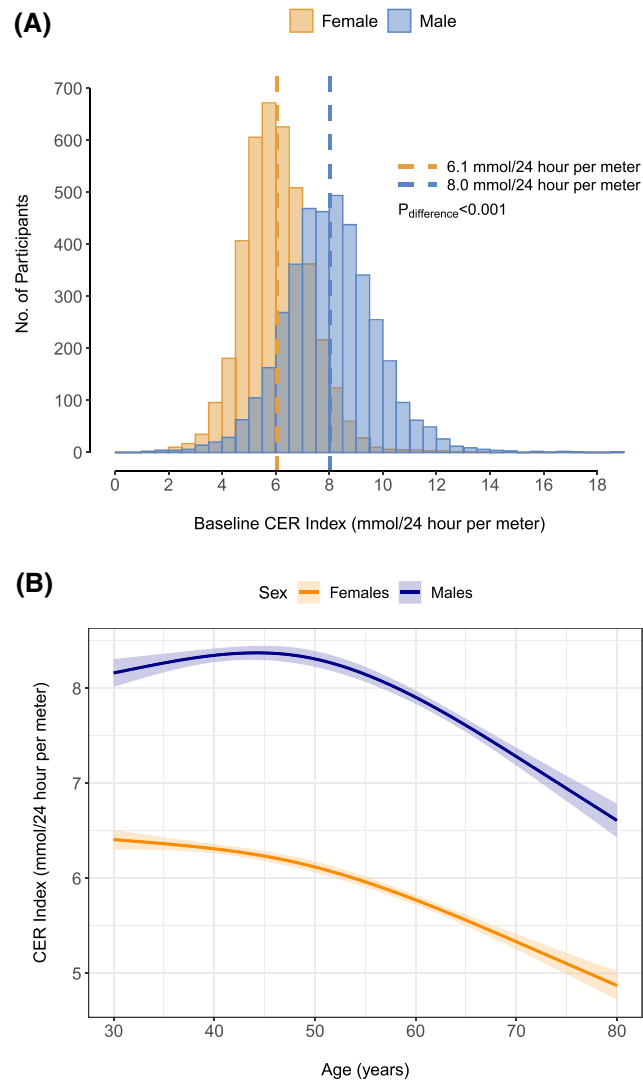 (A)
Female Male
700
600
500
400
300
200
100
0
No. of Participants
6.1 mmol/24 hour per meter
8.0 mmol/24 hour per meter
Pdifference<0.001
0 2 4 6 8 10 12 14 16 18
Baseline CER Index (mmol/24 hour per meter)
(B)
Sex Females Males
8
7
6
5
CER Index (mmol/24 hour per meter)
30 40 50 60 70 80
Age (years)